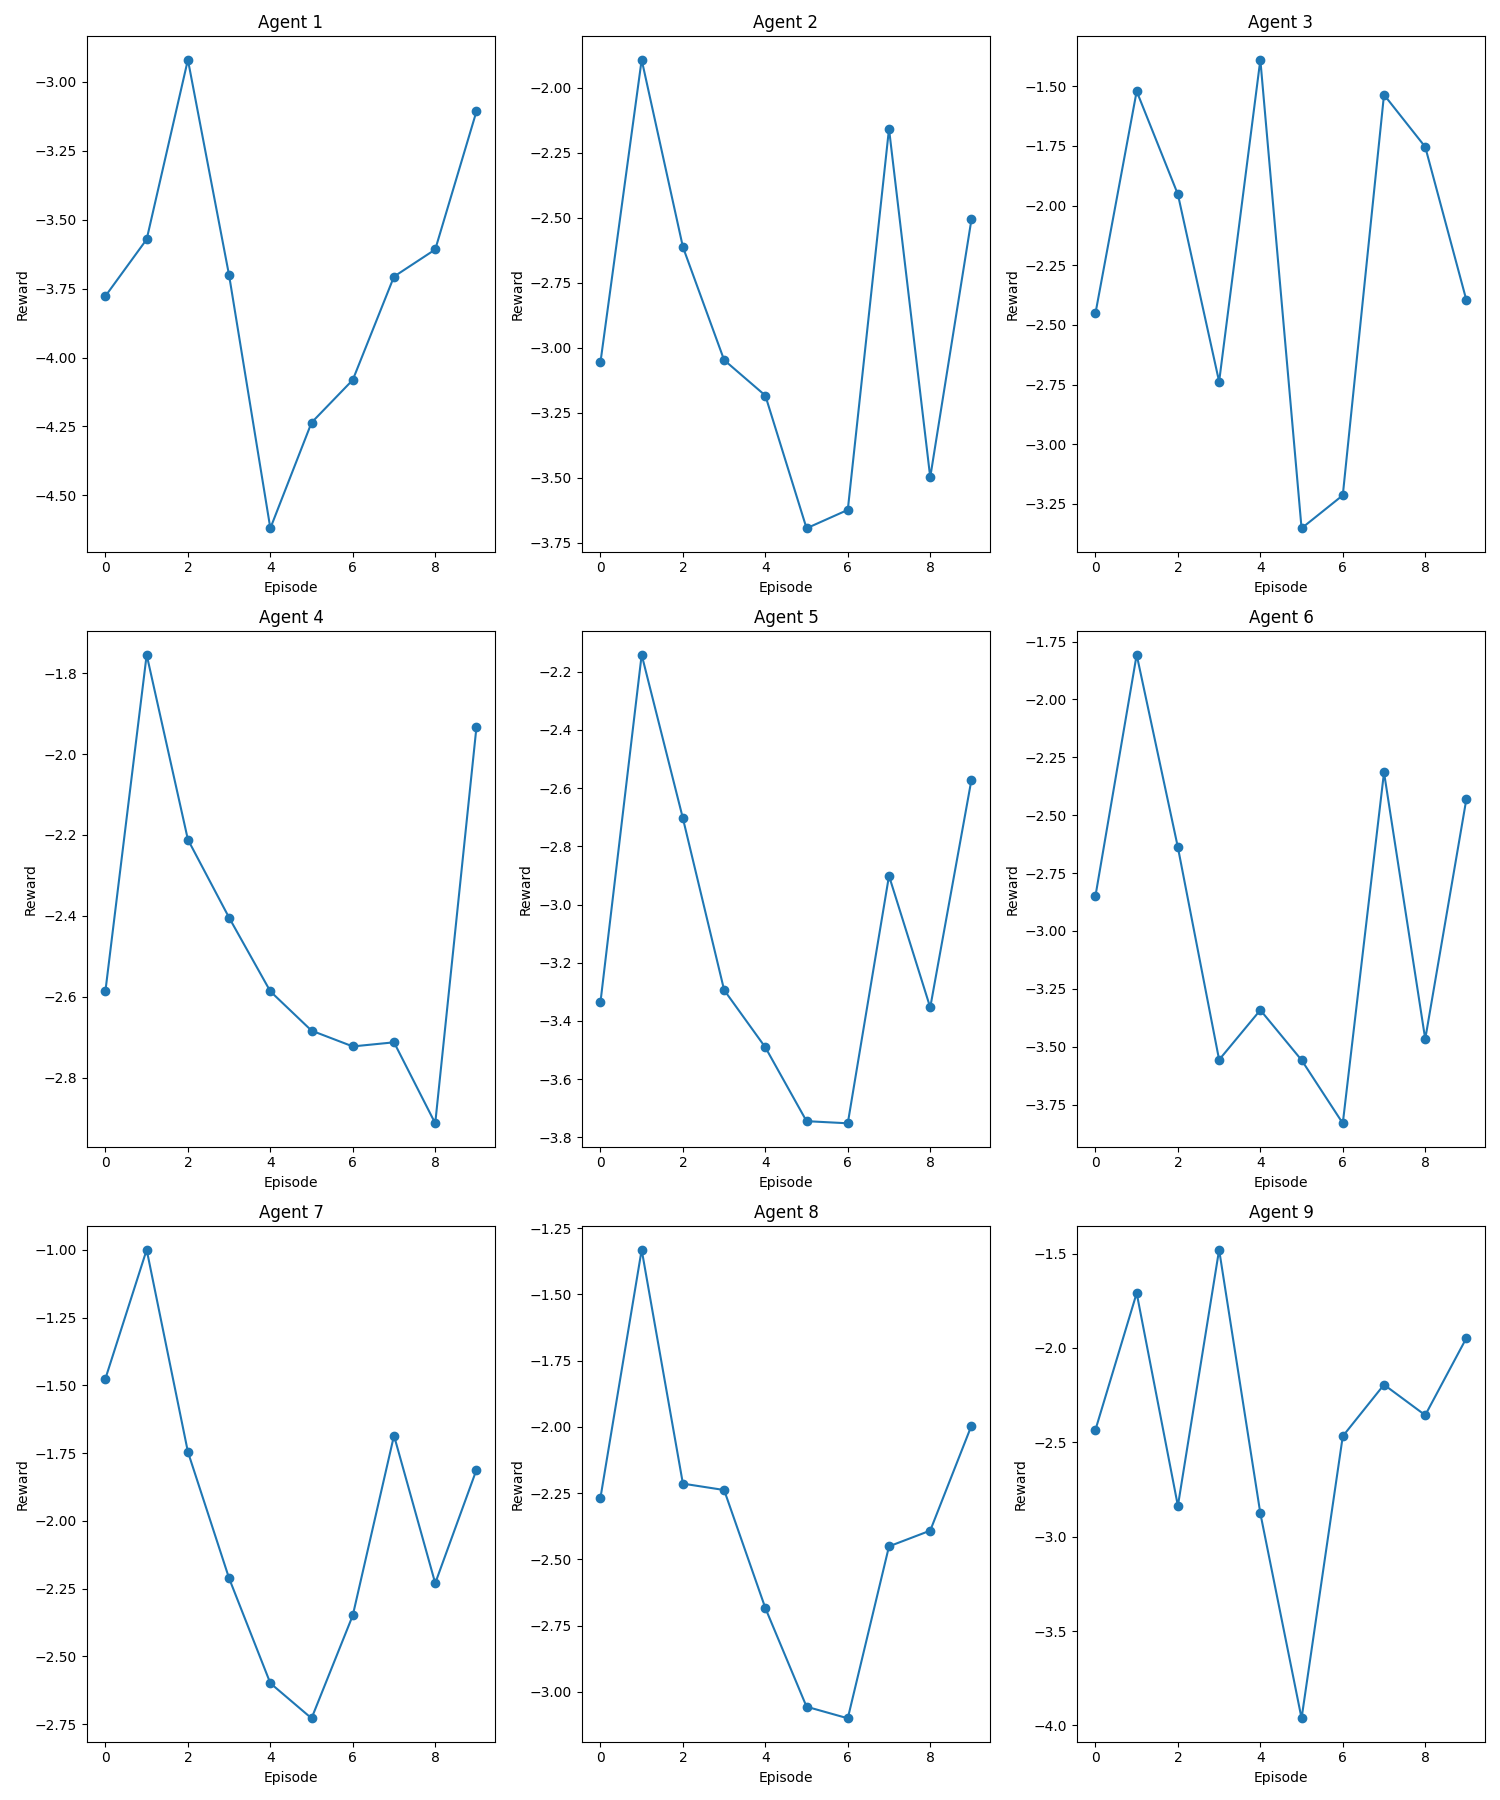 Agent 1
Agent 2
Agent 3
−3.00
−3.25
−3.50
−3.75
−4.00
−4.25
−4.50
Reward
0 2 4 6 8
Episode
−2.00
−2.25
−2.50
−2.75
−3.00
−3.25
−3.50
−3.75
Reward
0 2 4 6 8
Episode
−1.50
−1.75
−2.00
−2.25
−2.50
−2.75
−3.00
−3.25
Reward
0 2 4 6 8
Episode
Agent 4
Agent 5
Agent 6
−1.8
−2.0
−2.2
−2.4
−2.6
−2.8
Reward
0 2 4 6 8
Episode
−2.2
−2.4
−2.6
−2.8
−3.0
−3.2
−3.4
−3.6
−3.8
Reward
0 2 4 6 8
Episode
−1.75
−2.00
−2.25
−2.50
−2.75
−3.00
−3.25
−3.50
−3.75
Reward
0 2 4 6 8
Episode
Agent 7
Agent 8
Agent 9
−1.00
−1.25
−1.50
−1.75
−2.00
−2.25
−2.50
−2.75
Reward
0 2 4 6 8
Episode
−1.25
−1.50
−1.75
−2.00
−2.25
−2.50
−2.75
−3.00
Reward
0 2 4 6 8
Episode
−1.5
−2.0
−2.5
−3.0
−3.5
−4.0
Reward
0 2 4 6 8
Episode